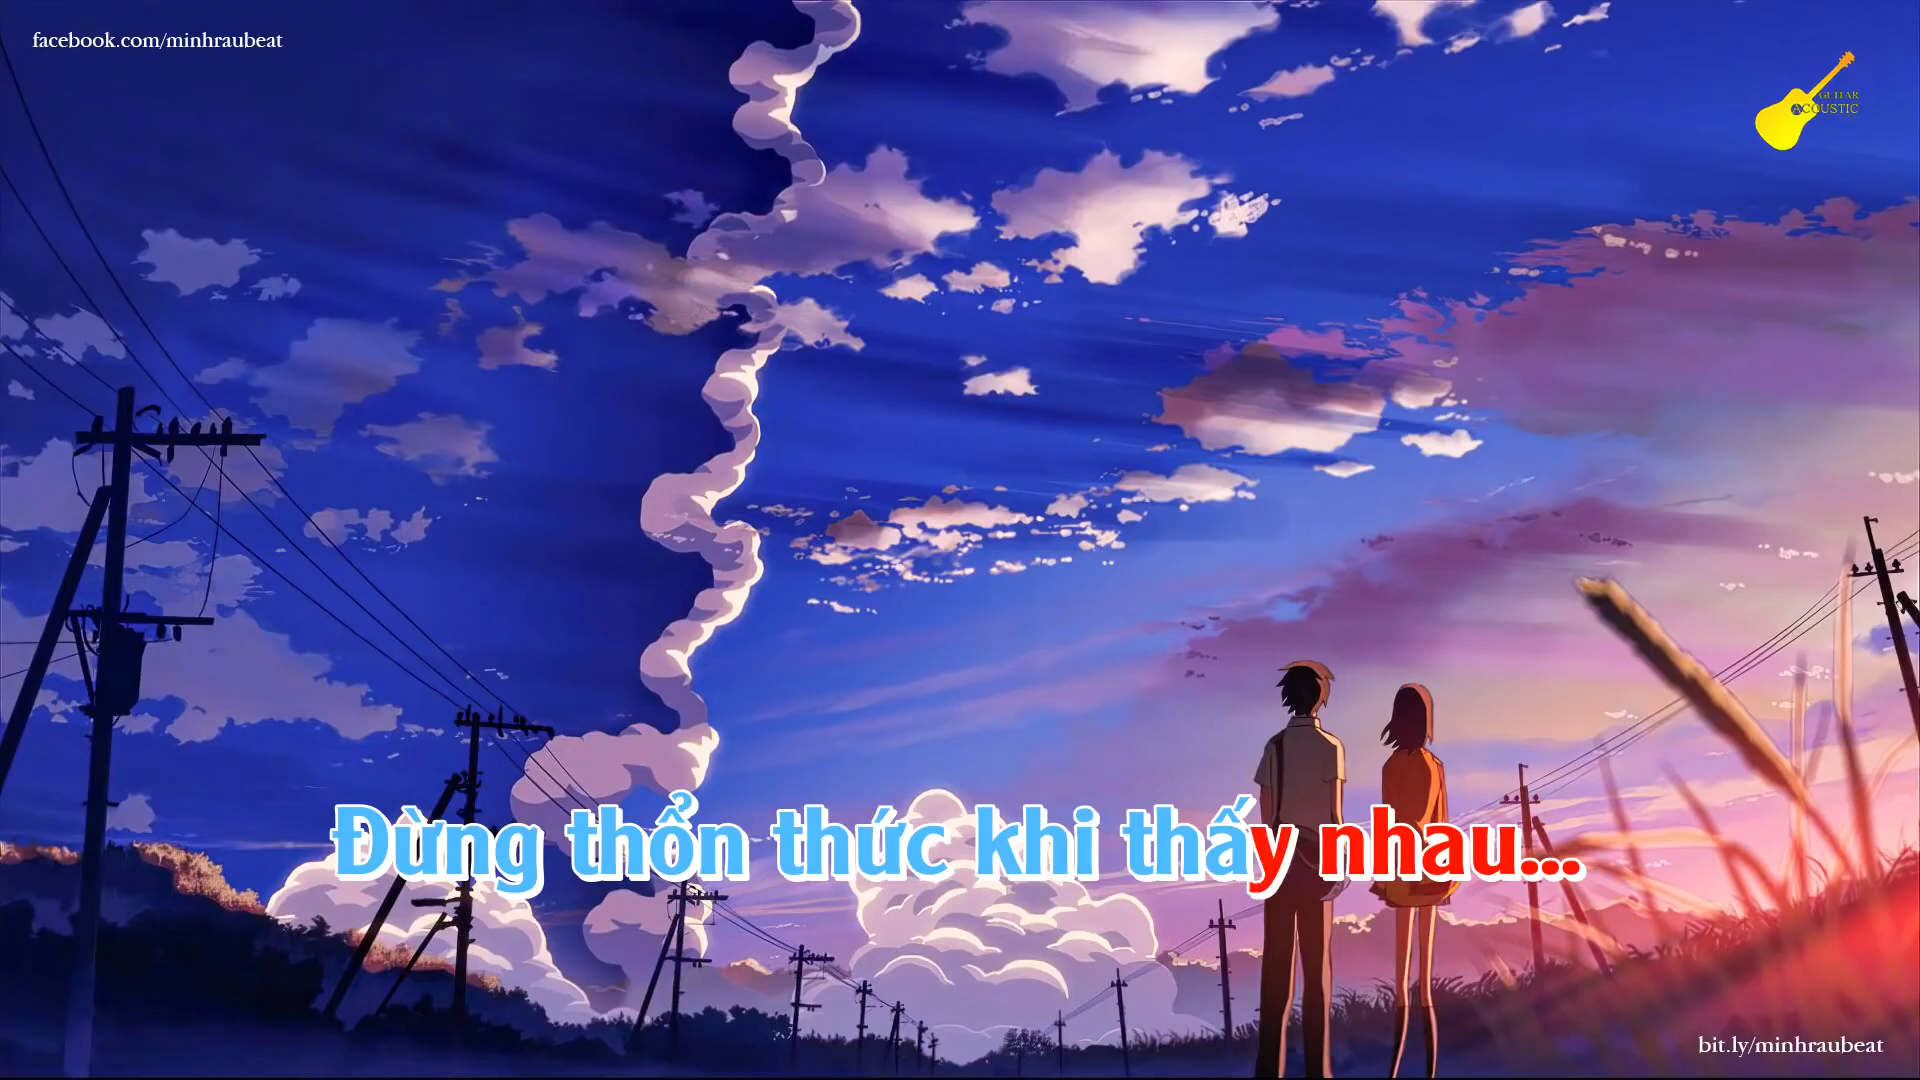 facebook.com/minhraubeat
GUITAR
ACOUSTIC
Đừng thổn thức khi thấy nhau...
bit.ly/minhraubeat